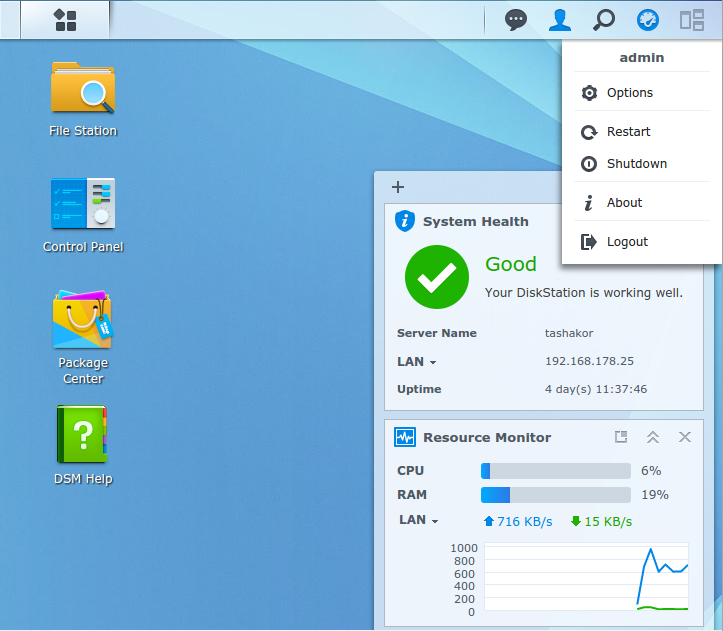 admin
Options
Restart
Shutdown
About
Logout
File Station
Control Panel
Package
Center
DSM Help
System Health
Good
Your DiskStation is working well.
Server Name tashakor
LAN 192.168.178.25
Uptime 4 day(s) 11:37:46
Resource Monitor
CPU 6%
RAM 19%
LAN 716 KB/s 15 KB/s
1000
800
600
400
200
0